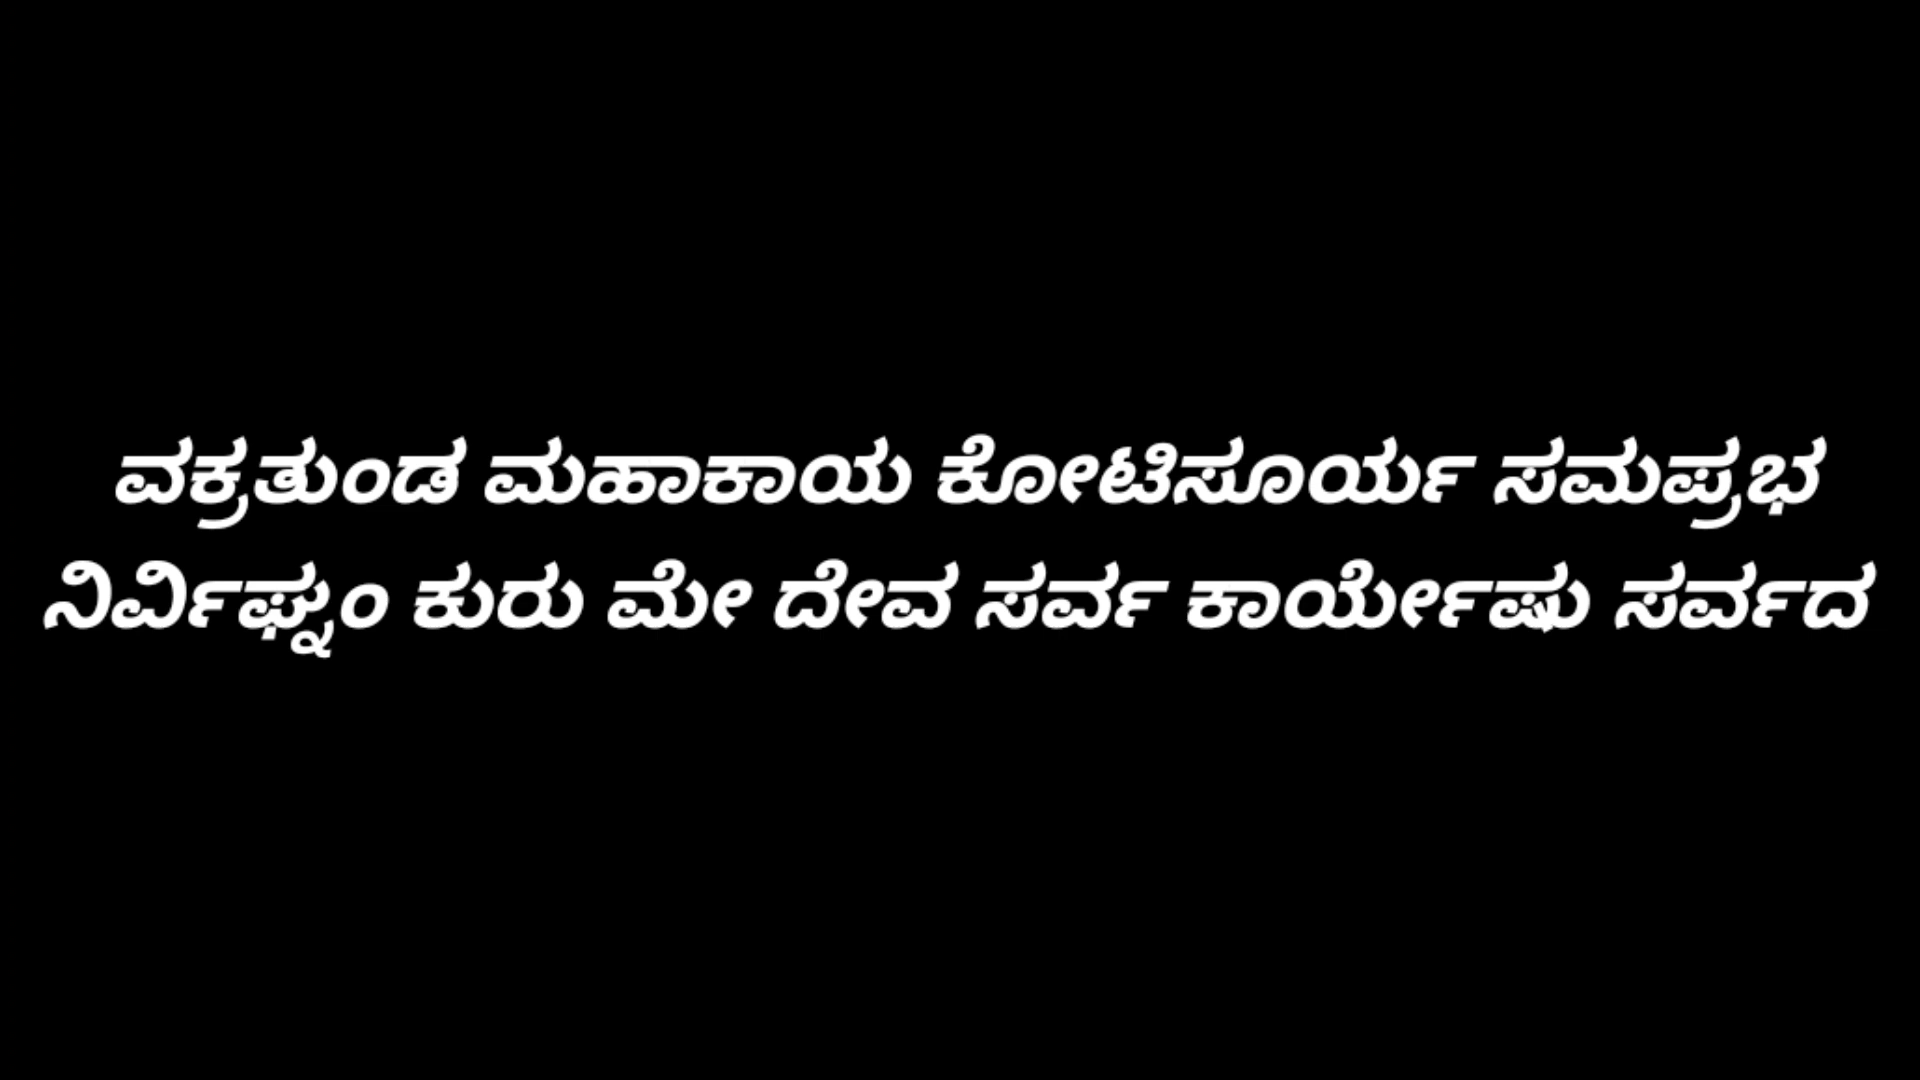 ವಕ್ರತುಂಡ ಮಹಾಕಾಯ ಕೋಟಿಸೂರ್ಯ ಸಮಪ್ರಭ
ನಿರ್ವಿಘ್ನಂ ಕುರು ಮೇ ದೇವ ಸರ್ವ ಕಾರ್ಯೇಷು ಸರ್ವದ